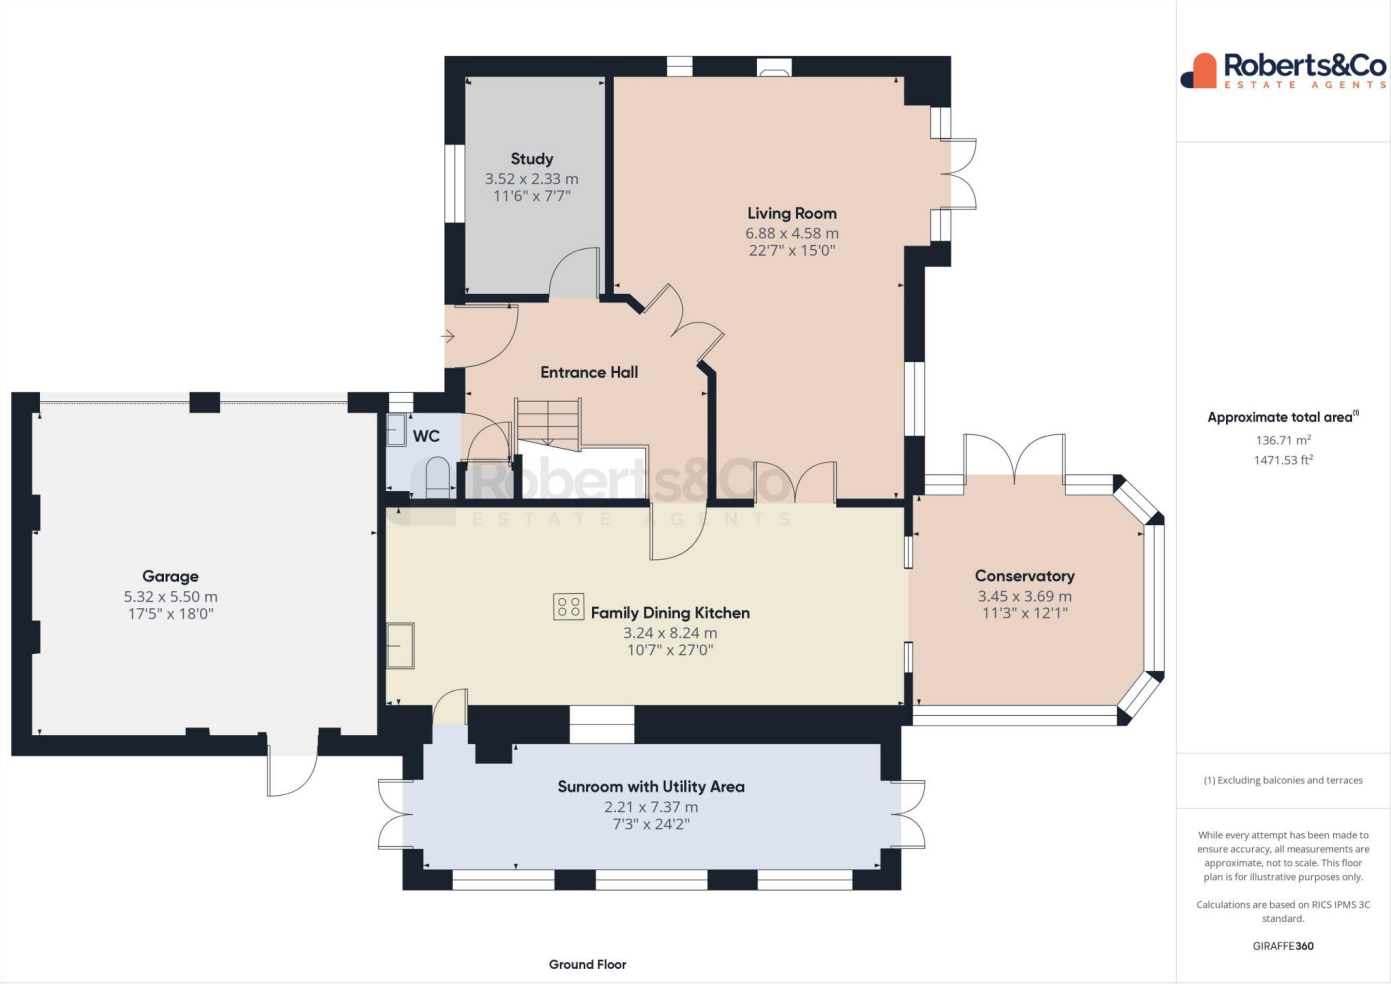 Study
3.52 x 2.33 m
11'6" x 7'7"
Living Room
6.88 x 4.58 m
22'7" x 15'0"
Entrance Hall
WC
Roberts&Co
ESTATE AGENTS
Garage
5.32 x 5.50 m
17'5" x 18'0"
Family Dining Kitchen
3.24 x 8.24 m
10'7" x 27'0"
Conservatory
3.45 x 3.69 m
11'3" x 12'1"
Sunroom with Utility Area
2.21 x 7.37 m
7'3" x 24'2"
Ground Floor
Roberts&Co
ESTATE AGENTS
Approximate total area⁽¹⁾
136.71 m²
1471.53 ft²
(1) Excluding balconies and terraces
While every attempt has been made to
ensure accuracy, all measurements are
approximate, not to scale. This floor
plan is for illustrative purposes only.
Calculations are based on RICS IPMS 3C
standard.
GIRAFFE360